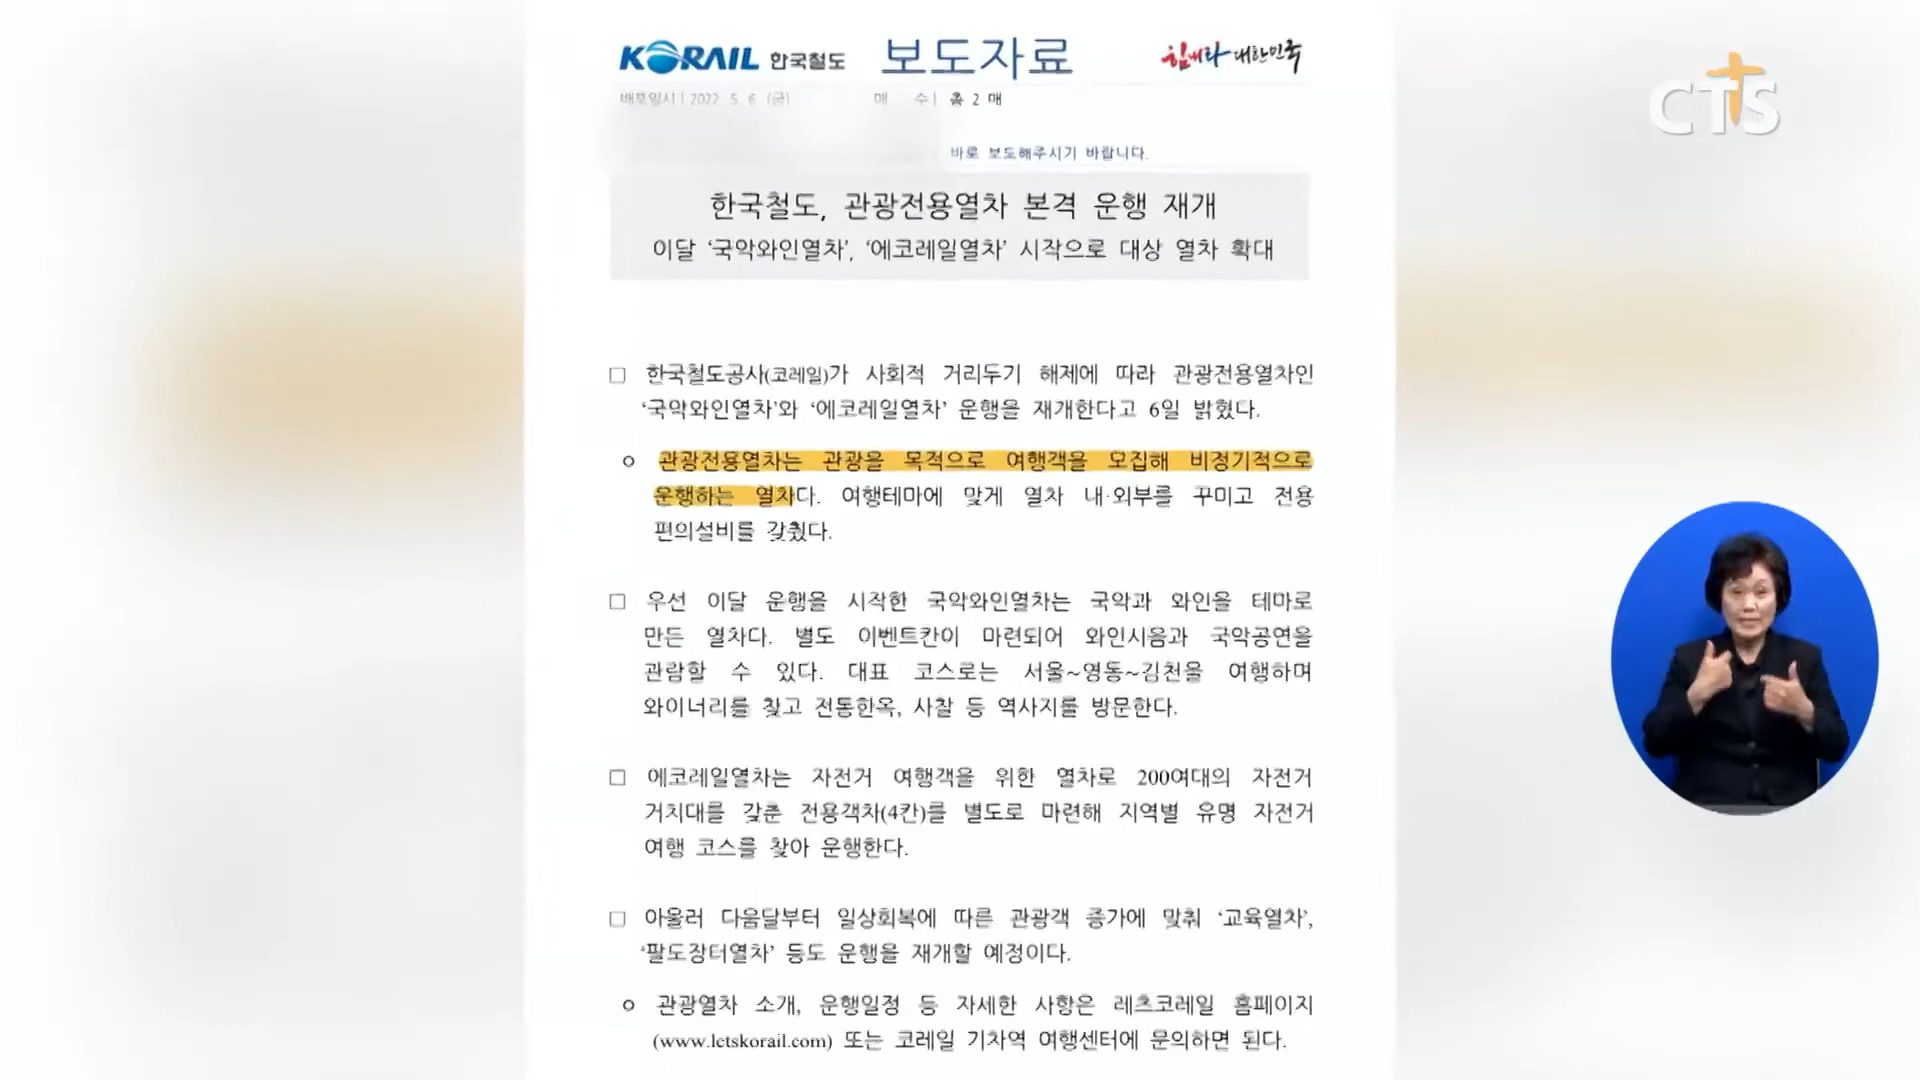 KORAIL 한국철도 보도자료 힘내라 대한민국
CTS
배포일시 | 2022. 5. 6. (금) 매 수 | 총 2 매
바로 보도해주시기 바랍니다.
한국철도, 관광전용열차 본격 운행 재개
이달 ‘국악와인열차’, ‘에코레일열차’ 시작으로 대상 열차 확대
□ 한국철도공사(코레일)가 사회적 거리두기 해제에 따라 관광전용열차인
‘국악와인열차’와 ‘에코레일열차’ 운행을 재개한다고 6일 밝혔다.
○ 관광전용열차는 관광을 목적으로 여행객을 모집해 비정기적으로
운행하는 열차다. 여행테마에 맞게 열차 내·외부를 꾸미고 전용
편의설비를 갖췄다.
□ 우선 이달 운행을 시작한 국악와인열차는 국악과 와인을 테마로
만든 열차다. 별도 이벤트칸이 마련되어 와인시음과 국악공연을
관람할 수 있다. 대표 코스로는 서울~영동~김천을 여행하며
와이너리를 찾고 전통한옥, 사찰 등 역사지를 방문한다.
□ 에코레일열차는 자전거 여행객을 위한 열차로 200여대의 자전거
거치대를 갖춘 전용객차(4칸)를 별도로 마련해 지역별 유명 자전거
여행 코스를 찾아 운행한다.
□ 아울러 다음달부터 일상회복에 따른 관광객 증가에 맞춰 ‘교육열차’,
‘팔도장터열차’ 등도 운행을 재개할 예정이다.
○ 관광열차 소개, 운행일정 등 자세한 사항은 레츠코레일 홈페이지
(www.letskorail.com) 또는 코레일 기차역 여행센터에 문의하면 된다.